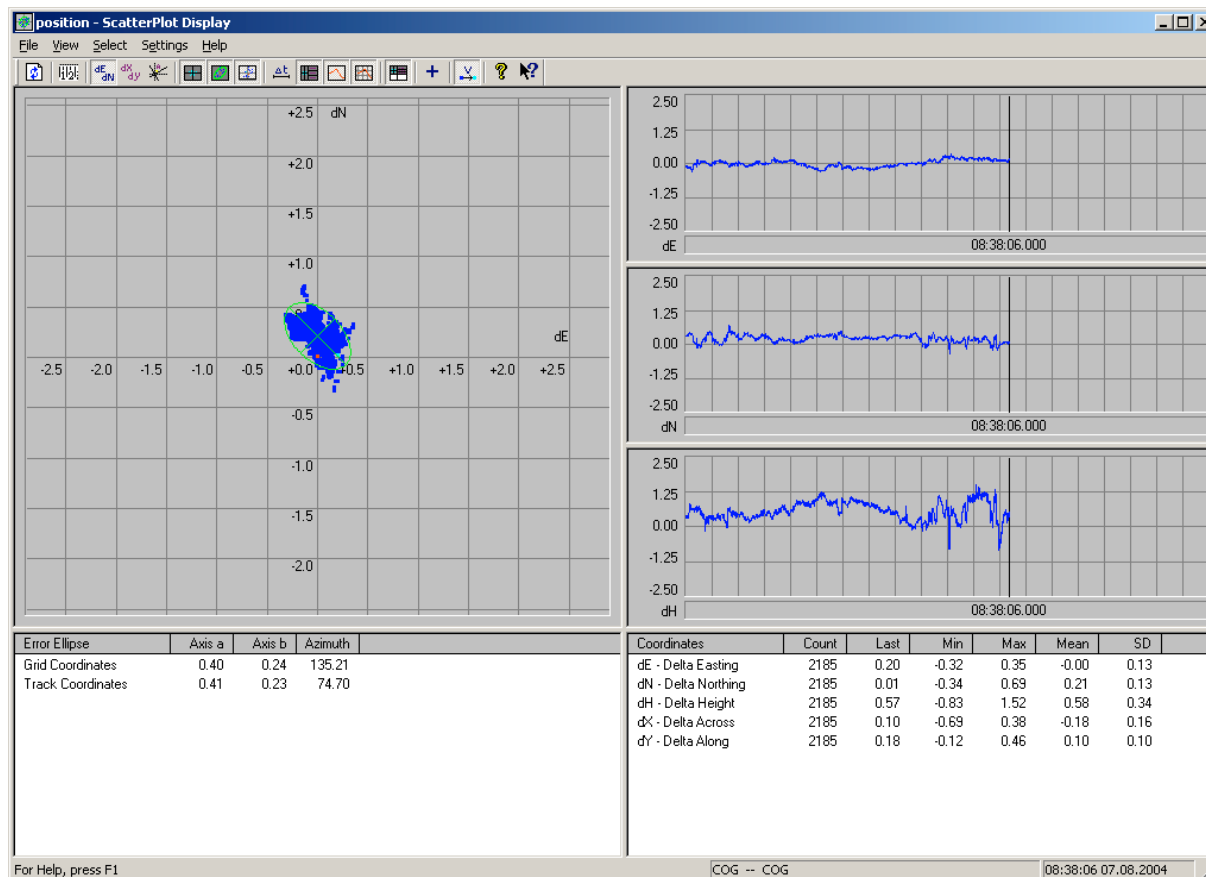 position - ScatterPlot Display
File View Select Settings Help
dE dN dX dy Δt
+2.5 dN
+2.0
+1.5
+1.0
dE
-2.5 -2.0 -1.5 -1.0 -0.5 +0.0 +0.5 +1.0 +1.5 +2.0 +2.5
-0.5
-1.0
-1.5
-2.0
2.50
1.25
0.00
-1.25
-2.50
dE 08:38:06.000
2.50
1.25
0.00
-1.25
-2.50
dN 08:38:06.000
2.50
1.25
0.00
-1.25
-2.50
dH 08:38:06.000
Error Ellipse Axis a Axis b Azimuth
Grid Coordinates 0.40 0.24 135.21
Track Coordinates 0.41 0.23 74.70
Coordinates Count Last Min Max Mean SD
dE - Delta Easting 2185 0.20 -0.32 0.35 -0.00 0.13
dN - Delta Northing 2185 0.01 -0.34 0.69 0.21 0.13
dH - Delta Height 2185 0.57 -0.83 1.52 0.58 0.34
dX - Delta Across 2185 0.10 -0.69 0.38 -0.18 0.16
dY - Delta Along 2185 0.18 -0.12 0.46 0.10 0.10
For Help, press F1
COG -- COG
08:38:06 07.08.2004